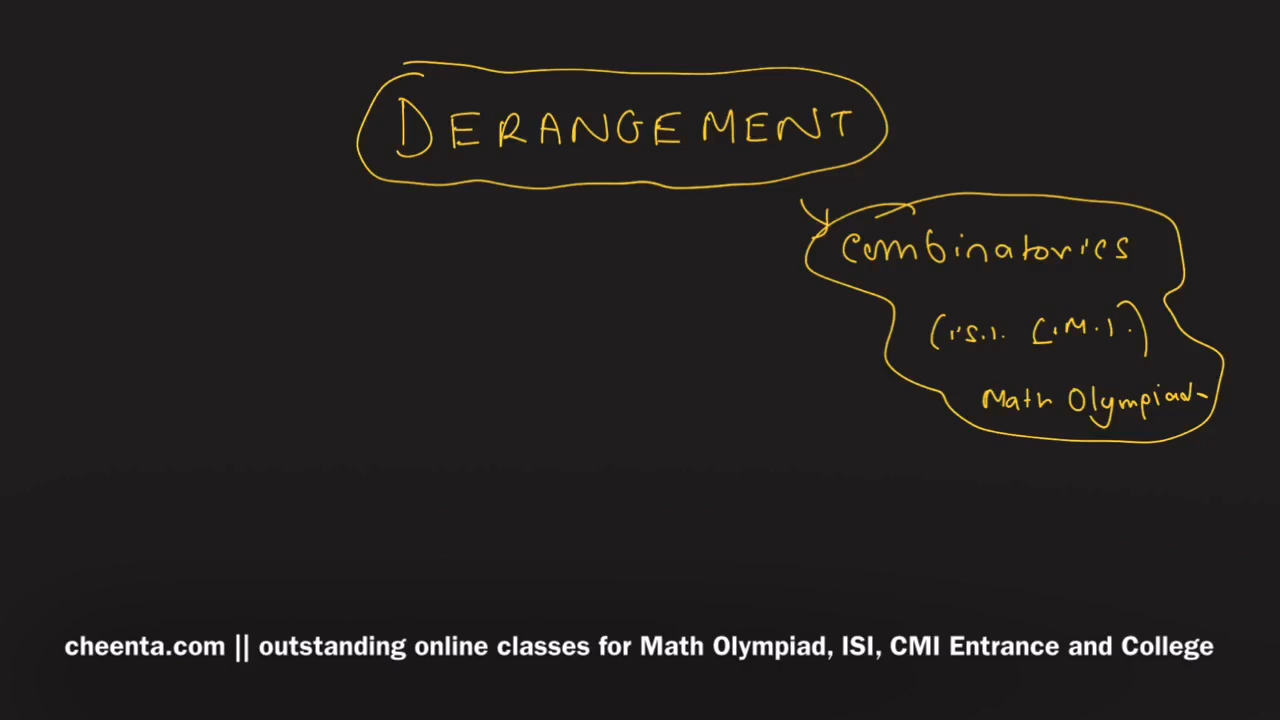 DERANGEMENT
Combinatorics
(I.S.I. C.M.I.)
Math Olympiad
cheenta.com || outstanding online classes for Math Olympiad, ISI, CMI Entrance and College